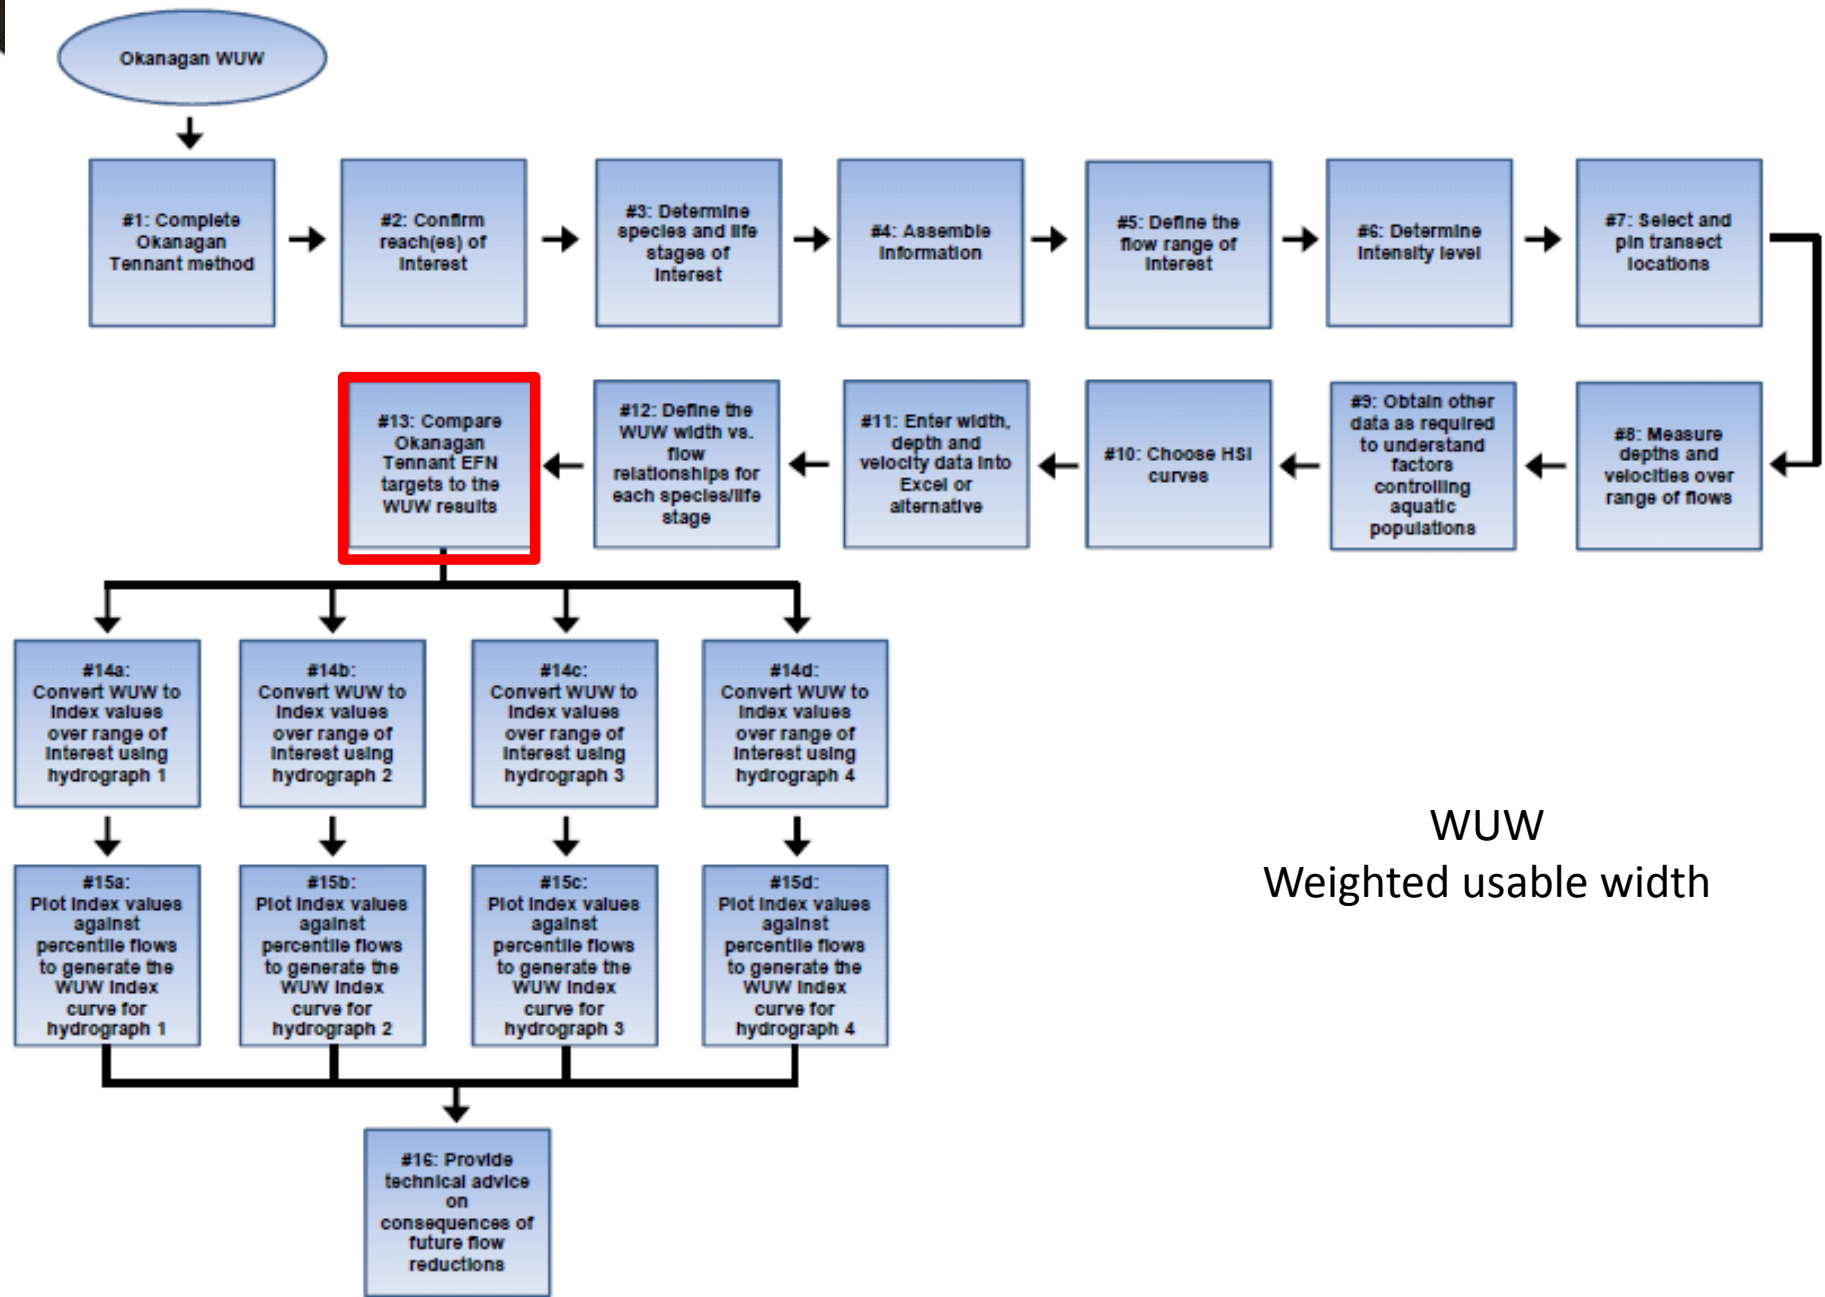 Okanagan WUW
#1: Complete
Okanagan
Tennant method
#2: Confirm
reach(es) of
Interest
#3: Determine
species and life
stages of
Interest
#4: Assemble
Information
#5: Define the
flow range of
Interest
#6: Determine
Intensity level
#7: Select and
pin transect
locations
#8: Measure
depths and
velocities over
range of flows
#9: Obtain other
data as required
to understand
factors
controlling
aquatic
populations
#10: Choose HSI
curves
#11: Enter width,
depth and
velocity data into
Excel or
alternative
#12: Define the
WUW width vs.
flow
relationships for
each species/life
stage
#13: Compare
Okanagan
Tennant EFN
targets to the
WUW results
#14a:
Convert WUW to
Index values
over range of
Interest using
hydrograph 1
#14b:
Convert WUW to
Index values
over range of
Interest using
hydrograph 2
#14c:
Convert WUW to
Index values
over range of
Interest using
hydrograph 3
#14d:
Convert WUW to
Index values
over range of
Interest using
hydrograph 4
#15a:
Plot Index values
against
percentile flows
to generate the
WUW Index
curve for
hydrograph 1
#15b:
Plot Index values
against
percentile flows
to generate the
WUW Index
curve for
hydrograph 2
#15c:
Plot Index values
against
percentile flows
to generate the
WUW Index
curve for
hydrograph 3
#15d:
Plot Index values
against
percentile flows
to generate the
WUW Index
curve for
hydrograph 4
#16: Provide
technical advice
on
consequences of
future flow
reductions
WUW
Weighted usable width